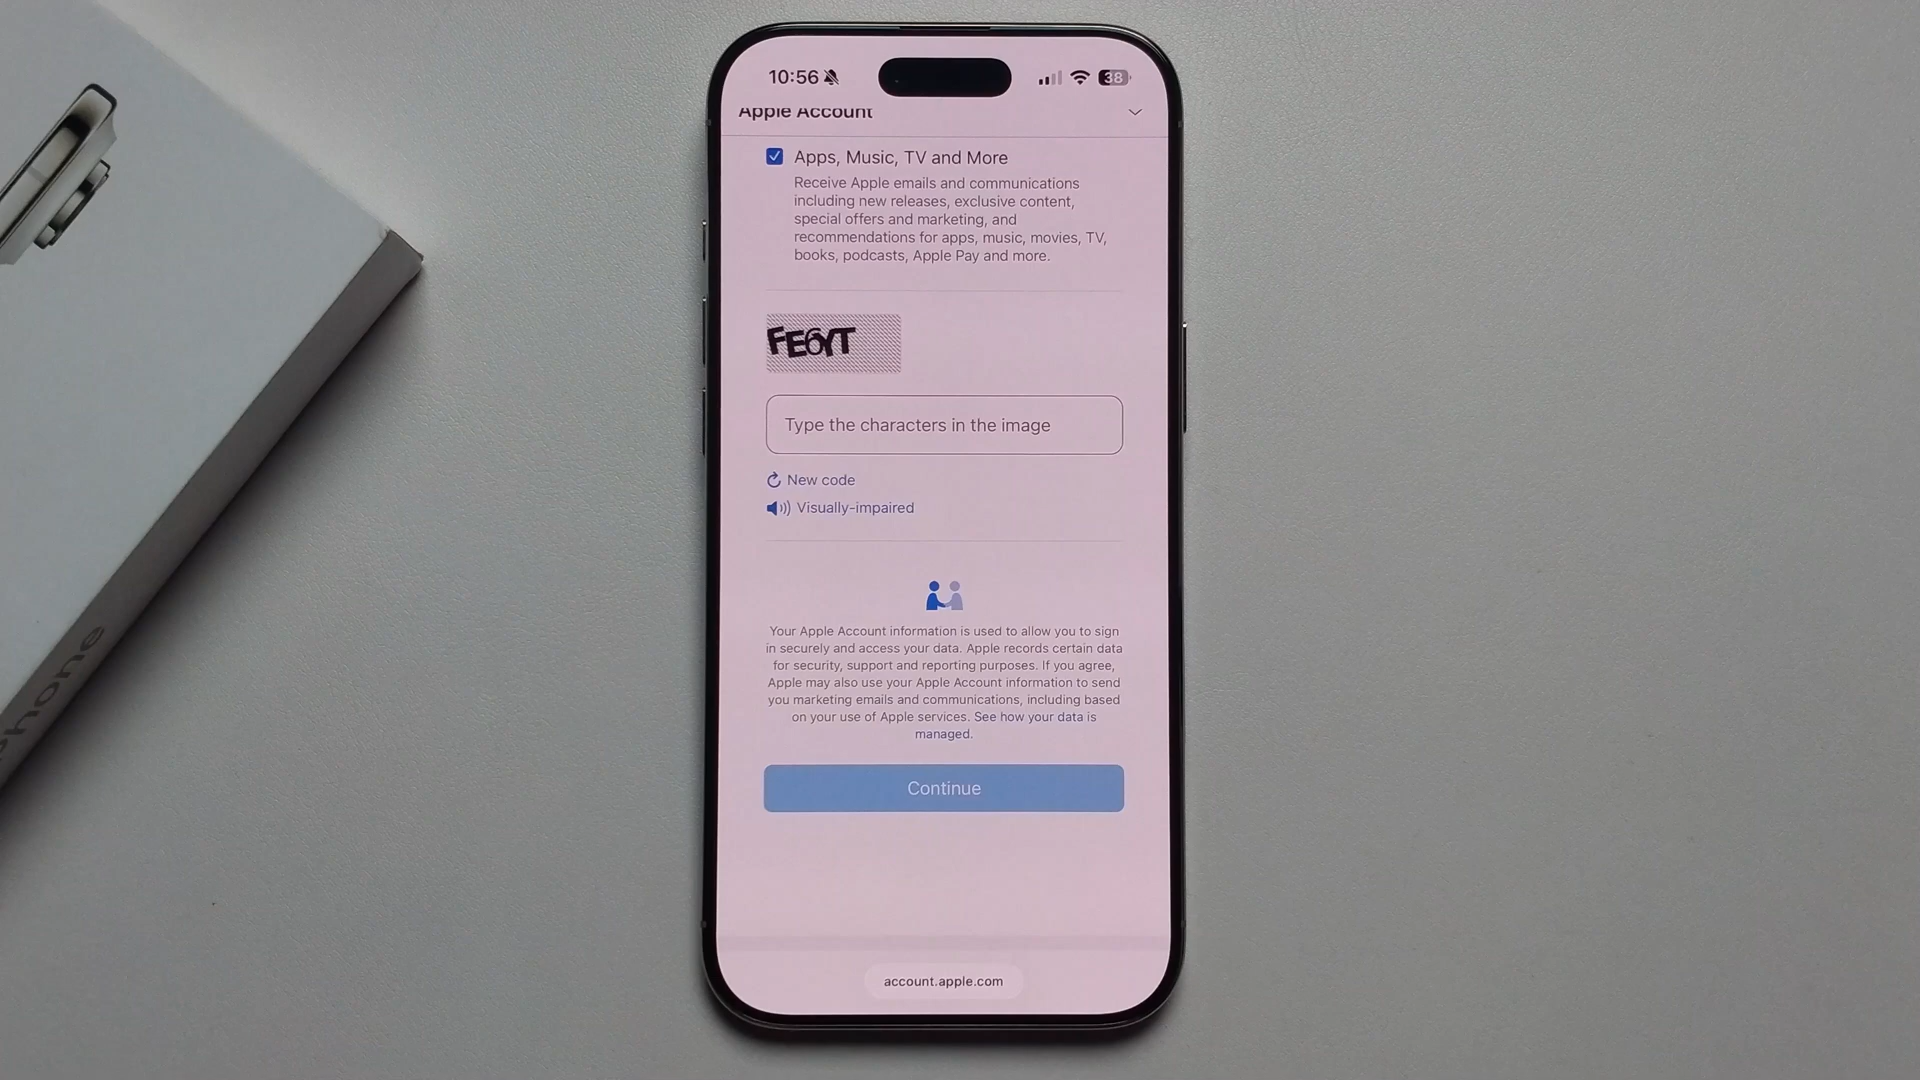 10:56
38
Apple Account
Apps, Music, TV and More
Receive Apple emails and communications
including new releases, exclusive content,
special offers and marketing, and
recommendations for apps, music, movies, TV,
books, podcasts, Apple Pay and more.
Type the characters in the image
New code
Visually-impaired
Your Apple Account information is used to allow you to sign
in securely and access your data. Apple records certain data
for security, support and reporting purposes. If you agree,
Apple may also use your Apple Account information to send
you marketing emails and communications, including based
on your use of Apple services. See how your data is
managed.
Continue
account.apple.com